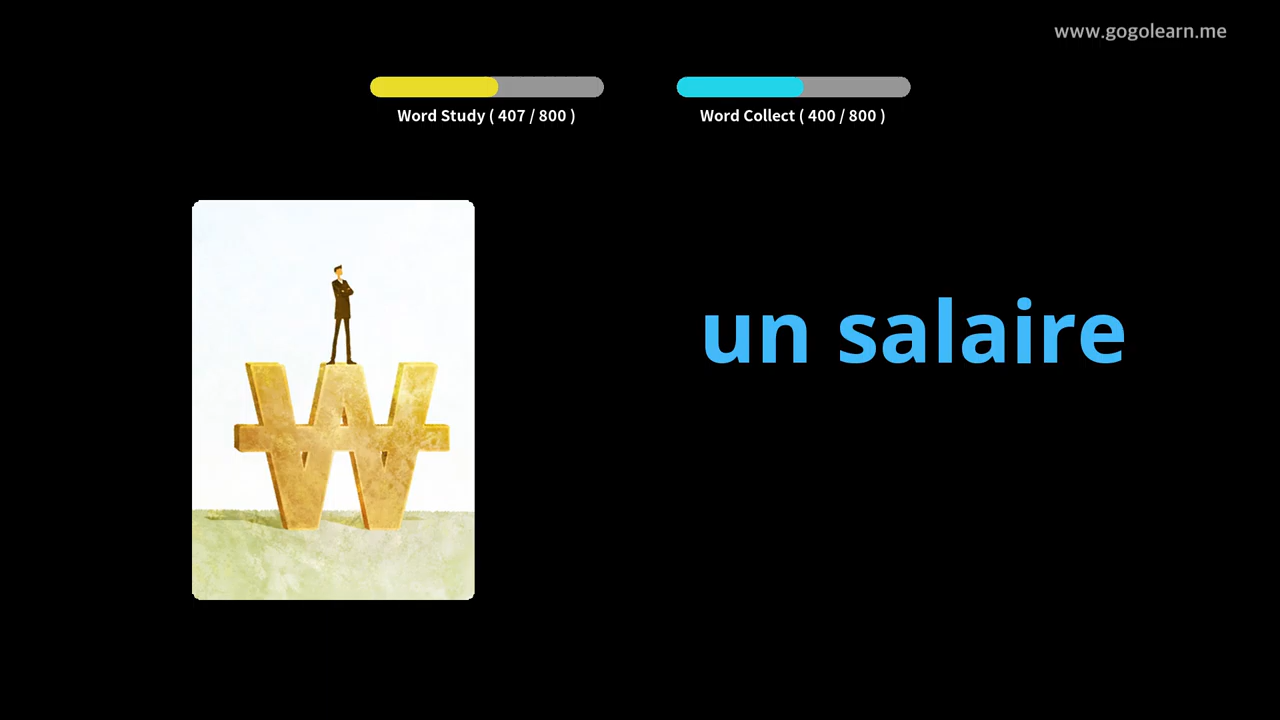 www.gogolearn.me
Word Study ( 407 / 800 )
Word Collect ( 400 / 800 )
un salaire
₩